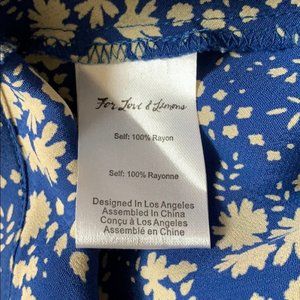 For Love & Lemons
Self: 100% Rayon
Self: 100% Rayonne
Designed In Los Angeles
Assembled In China
Conçu à Los Angeles
Assemblé en Chine